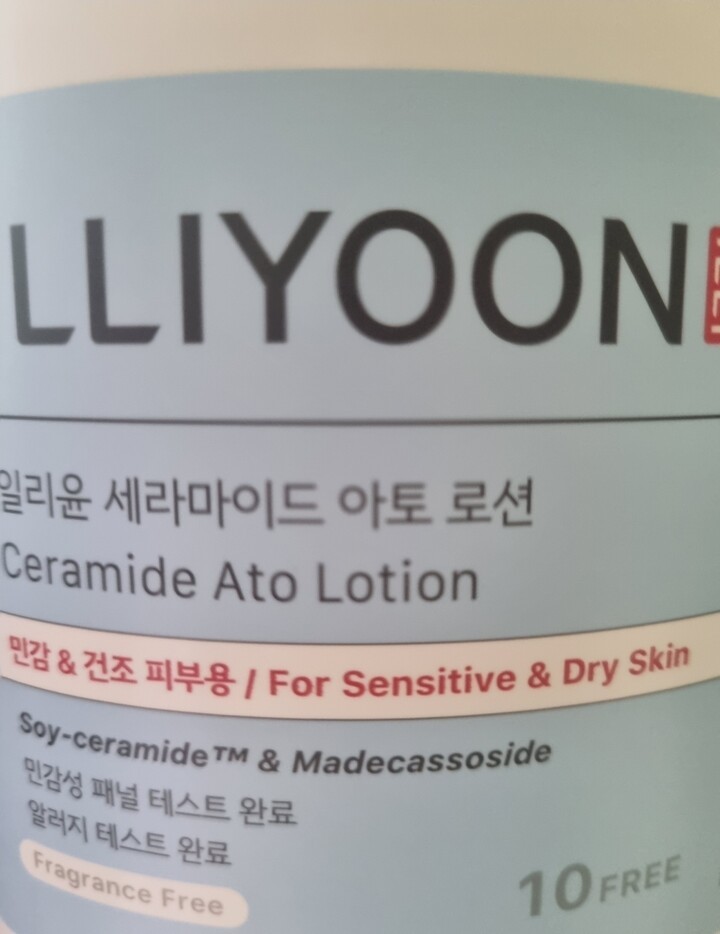 LLIYOON
일리윤 세라마이드 아토 로션
Ceramide Ato Lotion
민감 & 건조 피부용 / For Sensitive & Dry Skin
Soy-ceramide™ & Madecassoside
민감성 패널 테스트 완료
알러지 테스트 완료
Fragrance Free
10 FREE